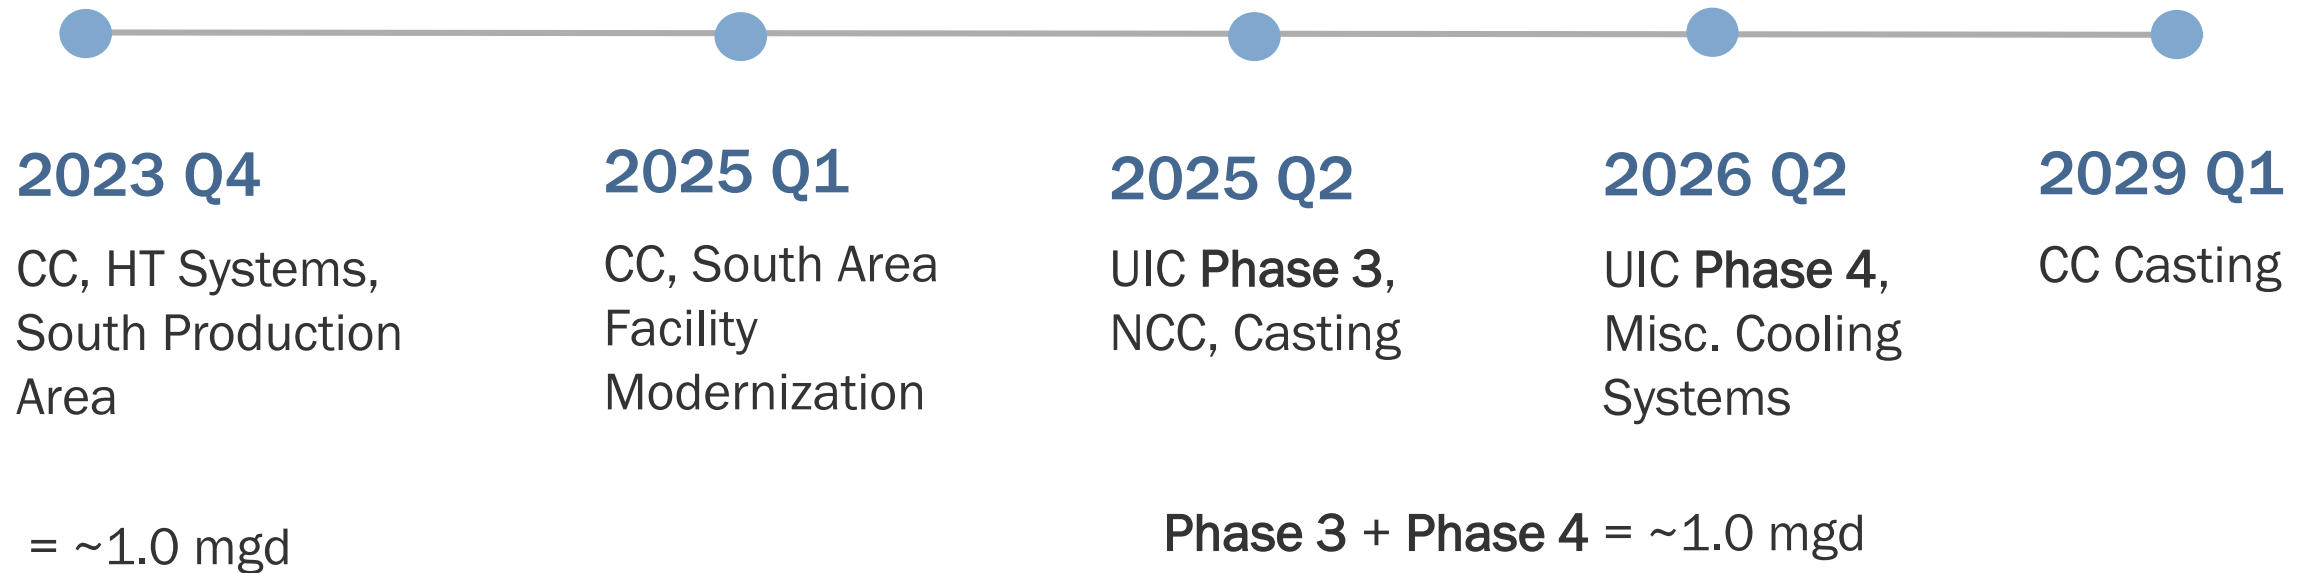 2023 Q4
CC, HT Systems,
South Production
Area
= ~1.0 mgd
2025 Q1
CC, South Area
Facility
Modernization
2025 Q2
UIC Phase 3,
NCC, Casting
2026 Q2
UIC Phase 4,
Misc. Cooling
Systems
Phase 3 + Phase 4 = ~1.0 mgd
2029 Q1
CC Casting